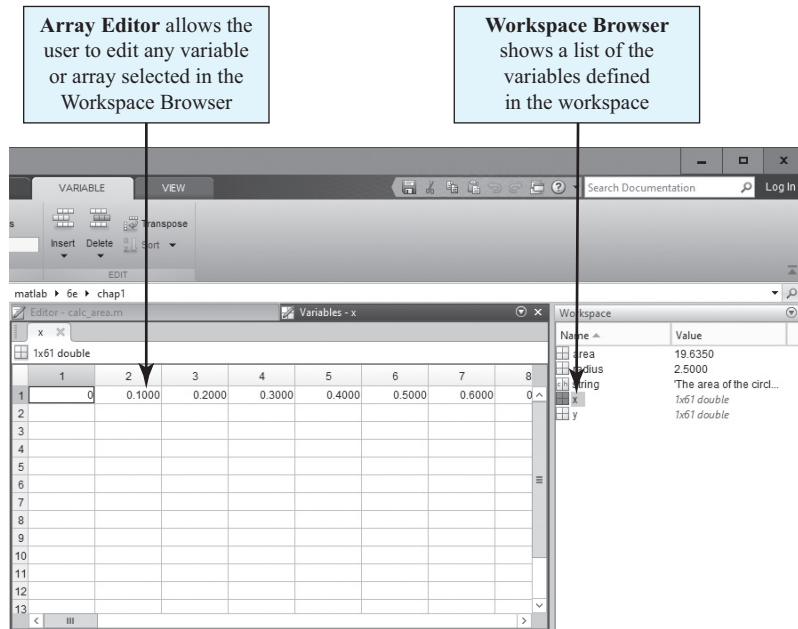 Array Editor allows the
user to edit any variable
or array selected in the
Workspace Browser
Workspace Browser
shows a list of the
variables defined
in the workspace
VARIABLE VIEW
Search Documentation Log In
s
Transpose
Insert Delete Sort
EDIT
matlab 6e chap1
Editor - calc_area.m Variables - x Workspace
x Name Value
1x61 double
area 19.6350
radius 2.5000
string 'The area of the circl...
x 1x61 double
y 1x61 double
1 2 3 4 5 6 7 8
1 0 0.1000 0.2000 0.3000 0.4000 0.5000 0.6000 0
2
3
4
5
6
7
8
9
10
11
12
13